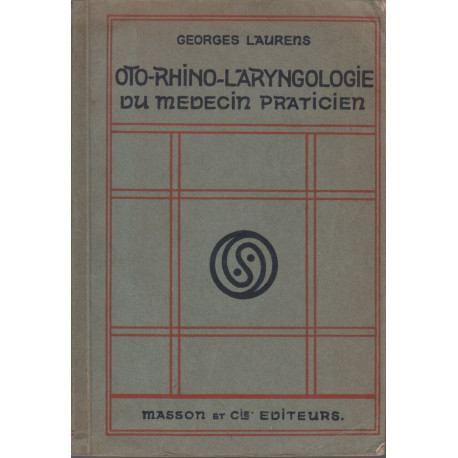 GEORGES LAURENS
OTO-RHINO-LARYNGOLOGIE
DU MEDECIN PRATICIEN
MASSON ET CIE. EDITEURS.